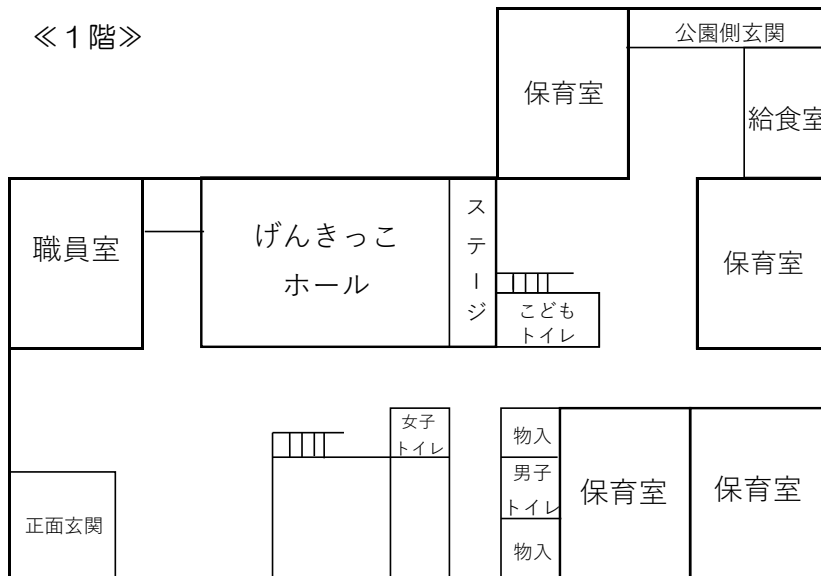 ≪１階≫
公園側玄関
保育室
給食室
職員室
げんきっこ
ホール
ステージ
保育室
こども
トイレ
女子
トイレ
物入
男子
トイレ
物入
保育室
保育室
正面玄関